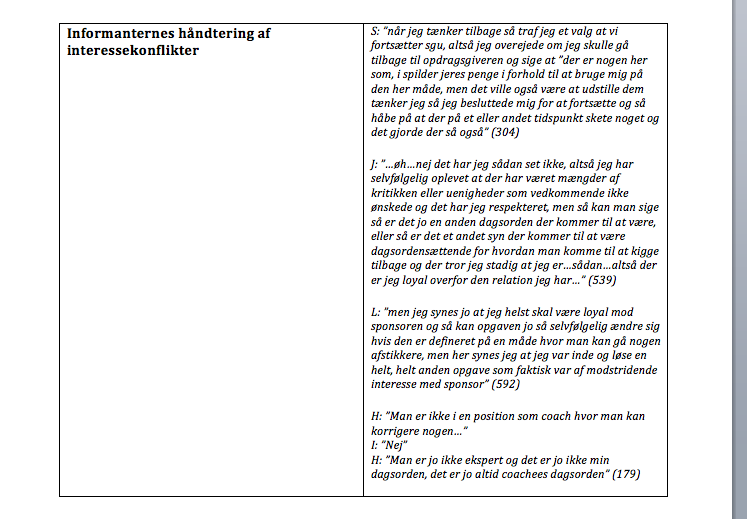 Informanternes håndtering af
interessekonflikter
S: "når jeg tænker tilbage så traf jeg et valg at vi
fortsætter sgu, altså jeg overejede om jeg skulle gå
tilbage til opdragsgiveren og sige at "der er nogen her
som, i spilder jeres penge i forhold til at bruge mig på
den her måde, men det ville også være at udstille dem
tænker jeg så jeg besluttede mig for at fortsætte og så
håbe på at der på et eller andet tidspunkt skete noget og
det gjorde der så også" (304)
J: "...øh...nej det har jeg sådan set ikke, altså jeg har
selvfølgelig oplevet at der har været mængder af
kritikken eller uenigheder som vedkommende ikke
ønskede og det har jeg respekteret, men så kan man sige
så er det jo en anden dagsorden der kommer til at være,
eller så er det et andet syn der kommer til at være
dagsordensættende for hvordan man komme til at kigge
tilbage og der tror jeg stadig at jeg er...sådan...altså der
er jeg loyal overfor den relation jeg har..." (539)
L: "men jeg synes jo at jeg helst skal være loyal mod
sponsoren og så kan opgaven jo så selvfølgelig ændre sig
hvis den er defineret på en måde hvor man kan gå nogen
afstikkere, men her synes jeg at jeg var inde og løse en
helt, helt anden opgave som faktisk var af modstridende
interesse med sponsor" (592)
H: "Man er ikke i en position som coach hvor man kan
korrigere nogen..."
I: "Nej"
H: "Man er jo ikke ekspert og det er jo ikke min
dagsorden, det er jo altid coachees dagsorden" (179)